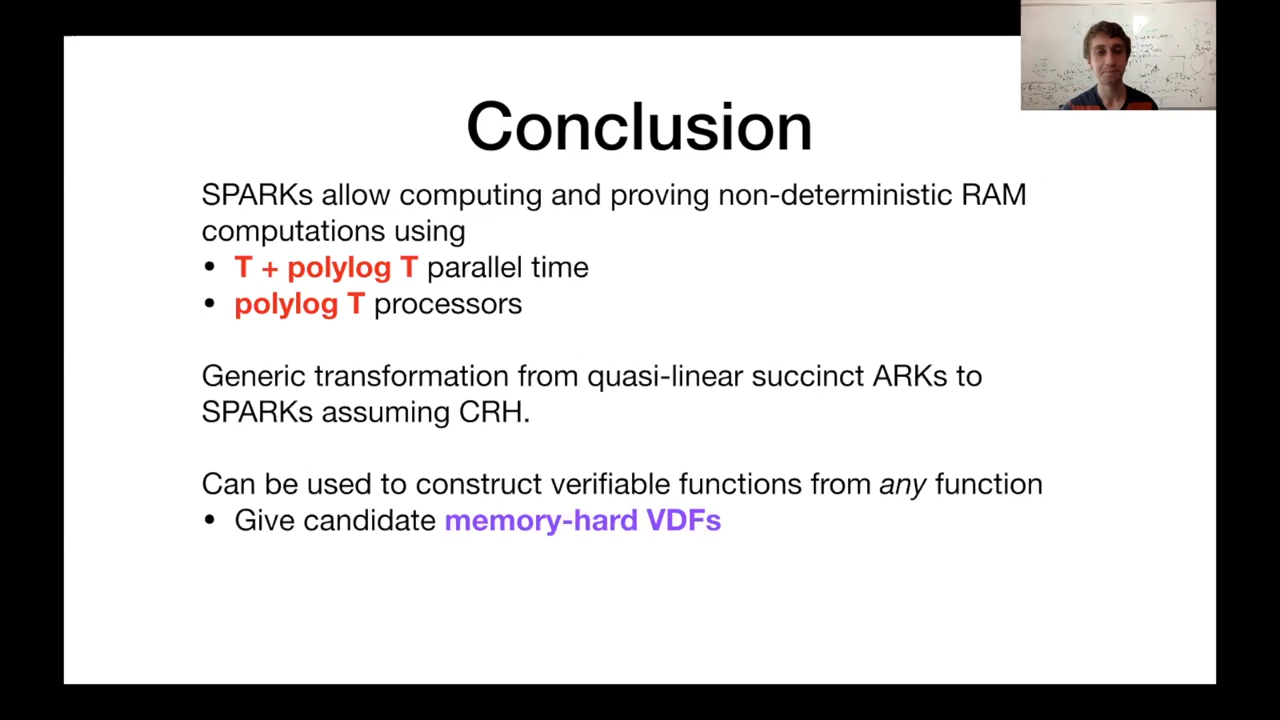 Conclusion
SPARKs allow computing and proving non-deterministic RAM
computations using
• T + polylog T parallel time
• polylog T processors
Generic transformation from quasi-linear succinct ARKs to
SPARKs assuming CRH.
Can be used to construct verifiable functions from any function
• Give candidate memory-hard VDFs